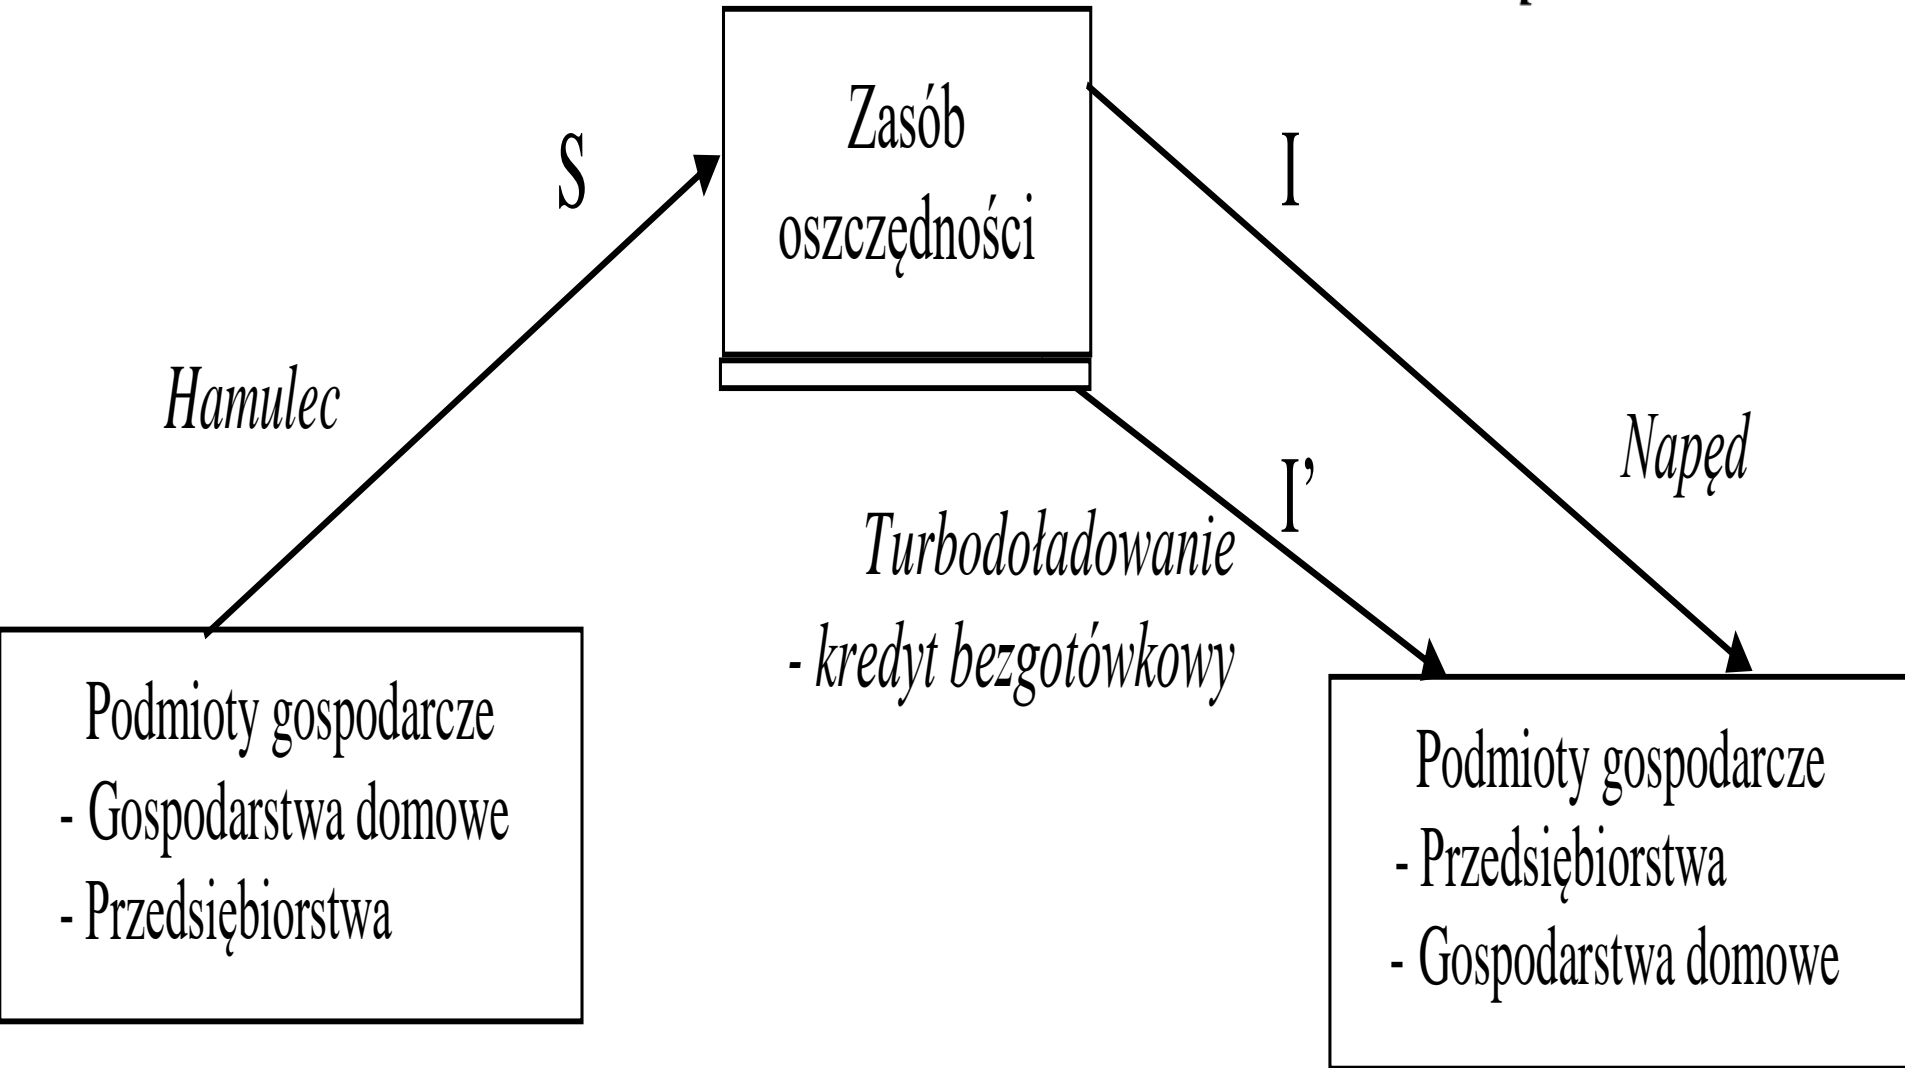 Zasób
oszczędności
S
I
Hamulec
Napęd
I’
Turbodoładowanie
- kredyt bezgotówkowy
Podmioty gospodarcze
- Gospodarstwa domowe
- Przedsiębiorstwa
Podmioty gospodarcze
- Przedsiębiorstwa
- Gospodarstwa domowe